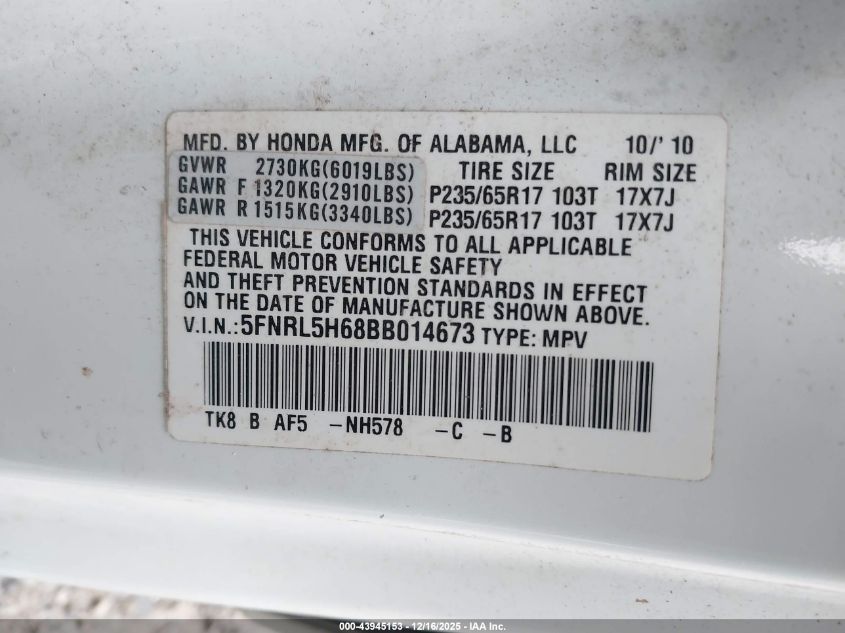 MFD. BY HONDA MFG. OF ALABAMA, LLC 10/' 10
GVWR 2730KG(6019LBS) TIRE SIZE RIM SIZE
GAWR F 1320KG(2910LBS) P235/65R17 103T 17X7J
GAWR R 1515KG(3340LBS) P235/65R17 103T 17X7J
THIS VEHICLE CONFORMS TO ALL APPLICABLE
FEDERAL MOTOR VEHICLE SAFETY
AND THEFT PREVENTION STANDARDS IN EFFECT
ON THE DATE OF MANUFACTURE SHOWN ABOVE.
V.I.N.:5FNRL5H68BB014673 TYPE: MPV
TK8 B AF5 -NH578 -C -B
000-43945153 - 12/16/2025 - IAA Inc.